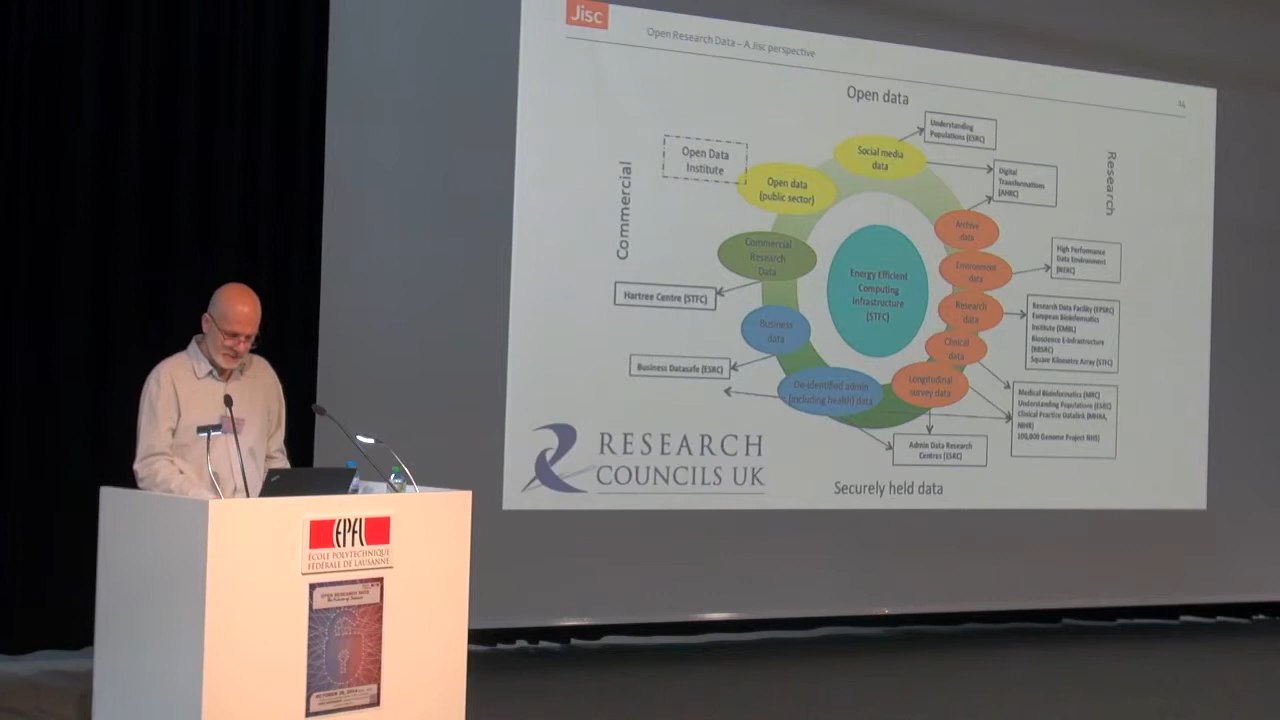 Jisc
Open Research Data – A Jisc perspective
Open data
Understanding
Populations (ESRC)
Open Data
Institute
Social media
data
Digital
Transformations
(AHRC)
Research
Commercial
Open data
(public sector)
Archive
data
Commercial
Research
Data
Environment
data
High Performance
Data Environment
(NERC)
Energy Efficient
Computing
Infrastructure
(STFC)
Hartree Centre (STFC)
Research
data
Research Data Facility (EPSRC)
European Bioinformatics
Institute (EMBL)
Bioscience E-infrastructure
Square Kilometre Array (STFC)
Business
data
Clinical
data
Business Datasafe (ESRC)
De-identified admin
(including health) data
Longitudinal
survey data
Medical Bioinformatics (MRC)
Understanding Populations (ESRC)
Clinical Practice Datalink (MHRA,
NIHR)
100,000 Genome Project NHS)
Admin Data Research
Centres (ESRC)
RESEARCH
COUNCILS UK
Securely held data
EPFL
ÉCOLE POLYTECHNIQUE
FÉDÉRALE DE LAUSANNE
OPEN RESEARCH DATA
The Future of Science